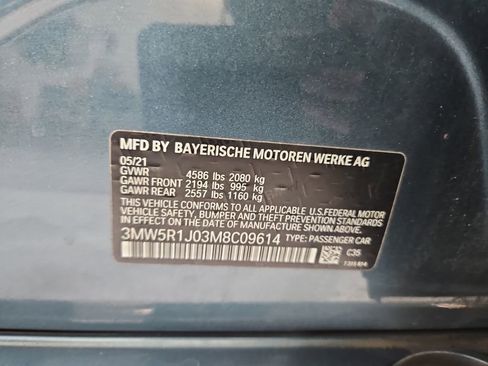 MFD BY BAYERISCHE MOTOREN WERKE AG
05/21
GVWR 4586 lbs 2080 kg
GAWR FRONT 2194 lbs 995 kg
GAWR REAR 2557 lbs 1160 kg
THIS VEHICLE CONFORMS TO ALL APPLICABLE U.S.FEDERAL MOTOR
VEHICLE SAFETY, BUMPER AND THEFT PREVENTION STANDARDS
IN EFFECT ON THE DATE OF MANUFACTURE SHOWN ABOVE.
3MW5R1J03M8C09614 TYPE: PASSENGER CAR
C35